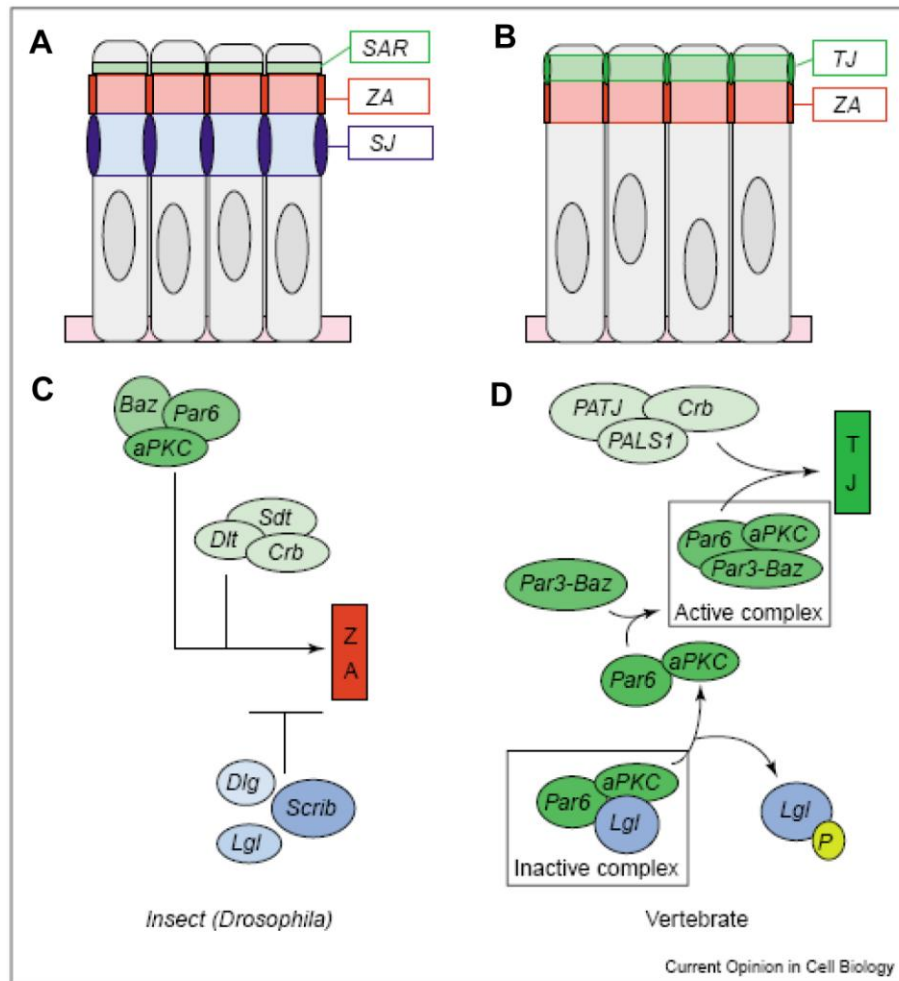 A
SAR
ZA
SJ
B
TJ
ZA
C
Baz
Par6
aPKC
Sdt
Dlt
Crb
Z
A
Dlg
Scrib
Lgl
Insect (Drosophila)
D
PATJ
Crb
PALS1
T
J
Par6
aPKC
Par3-Baz
Active complex
Par3-Baz
Par6
aPKC
Par6
aPKC
Lgl
Inactive complex
Lgl
P
Vertebrate
Current Opinion in Cell Biology